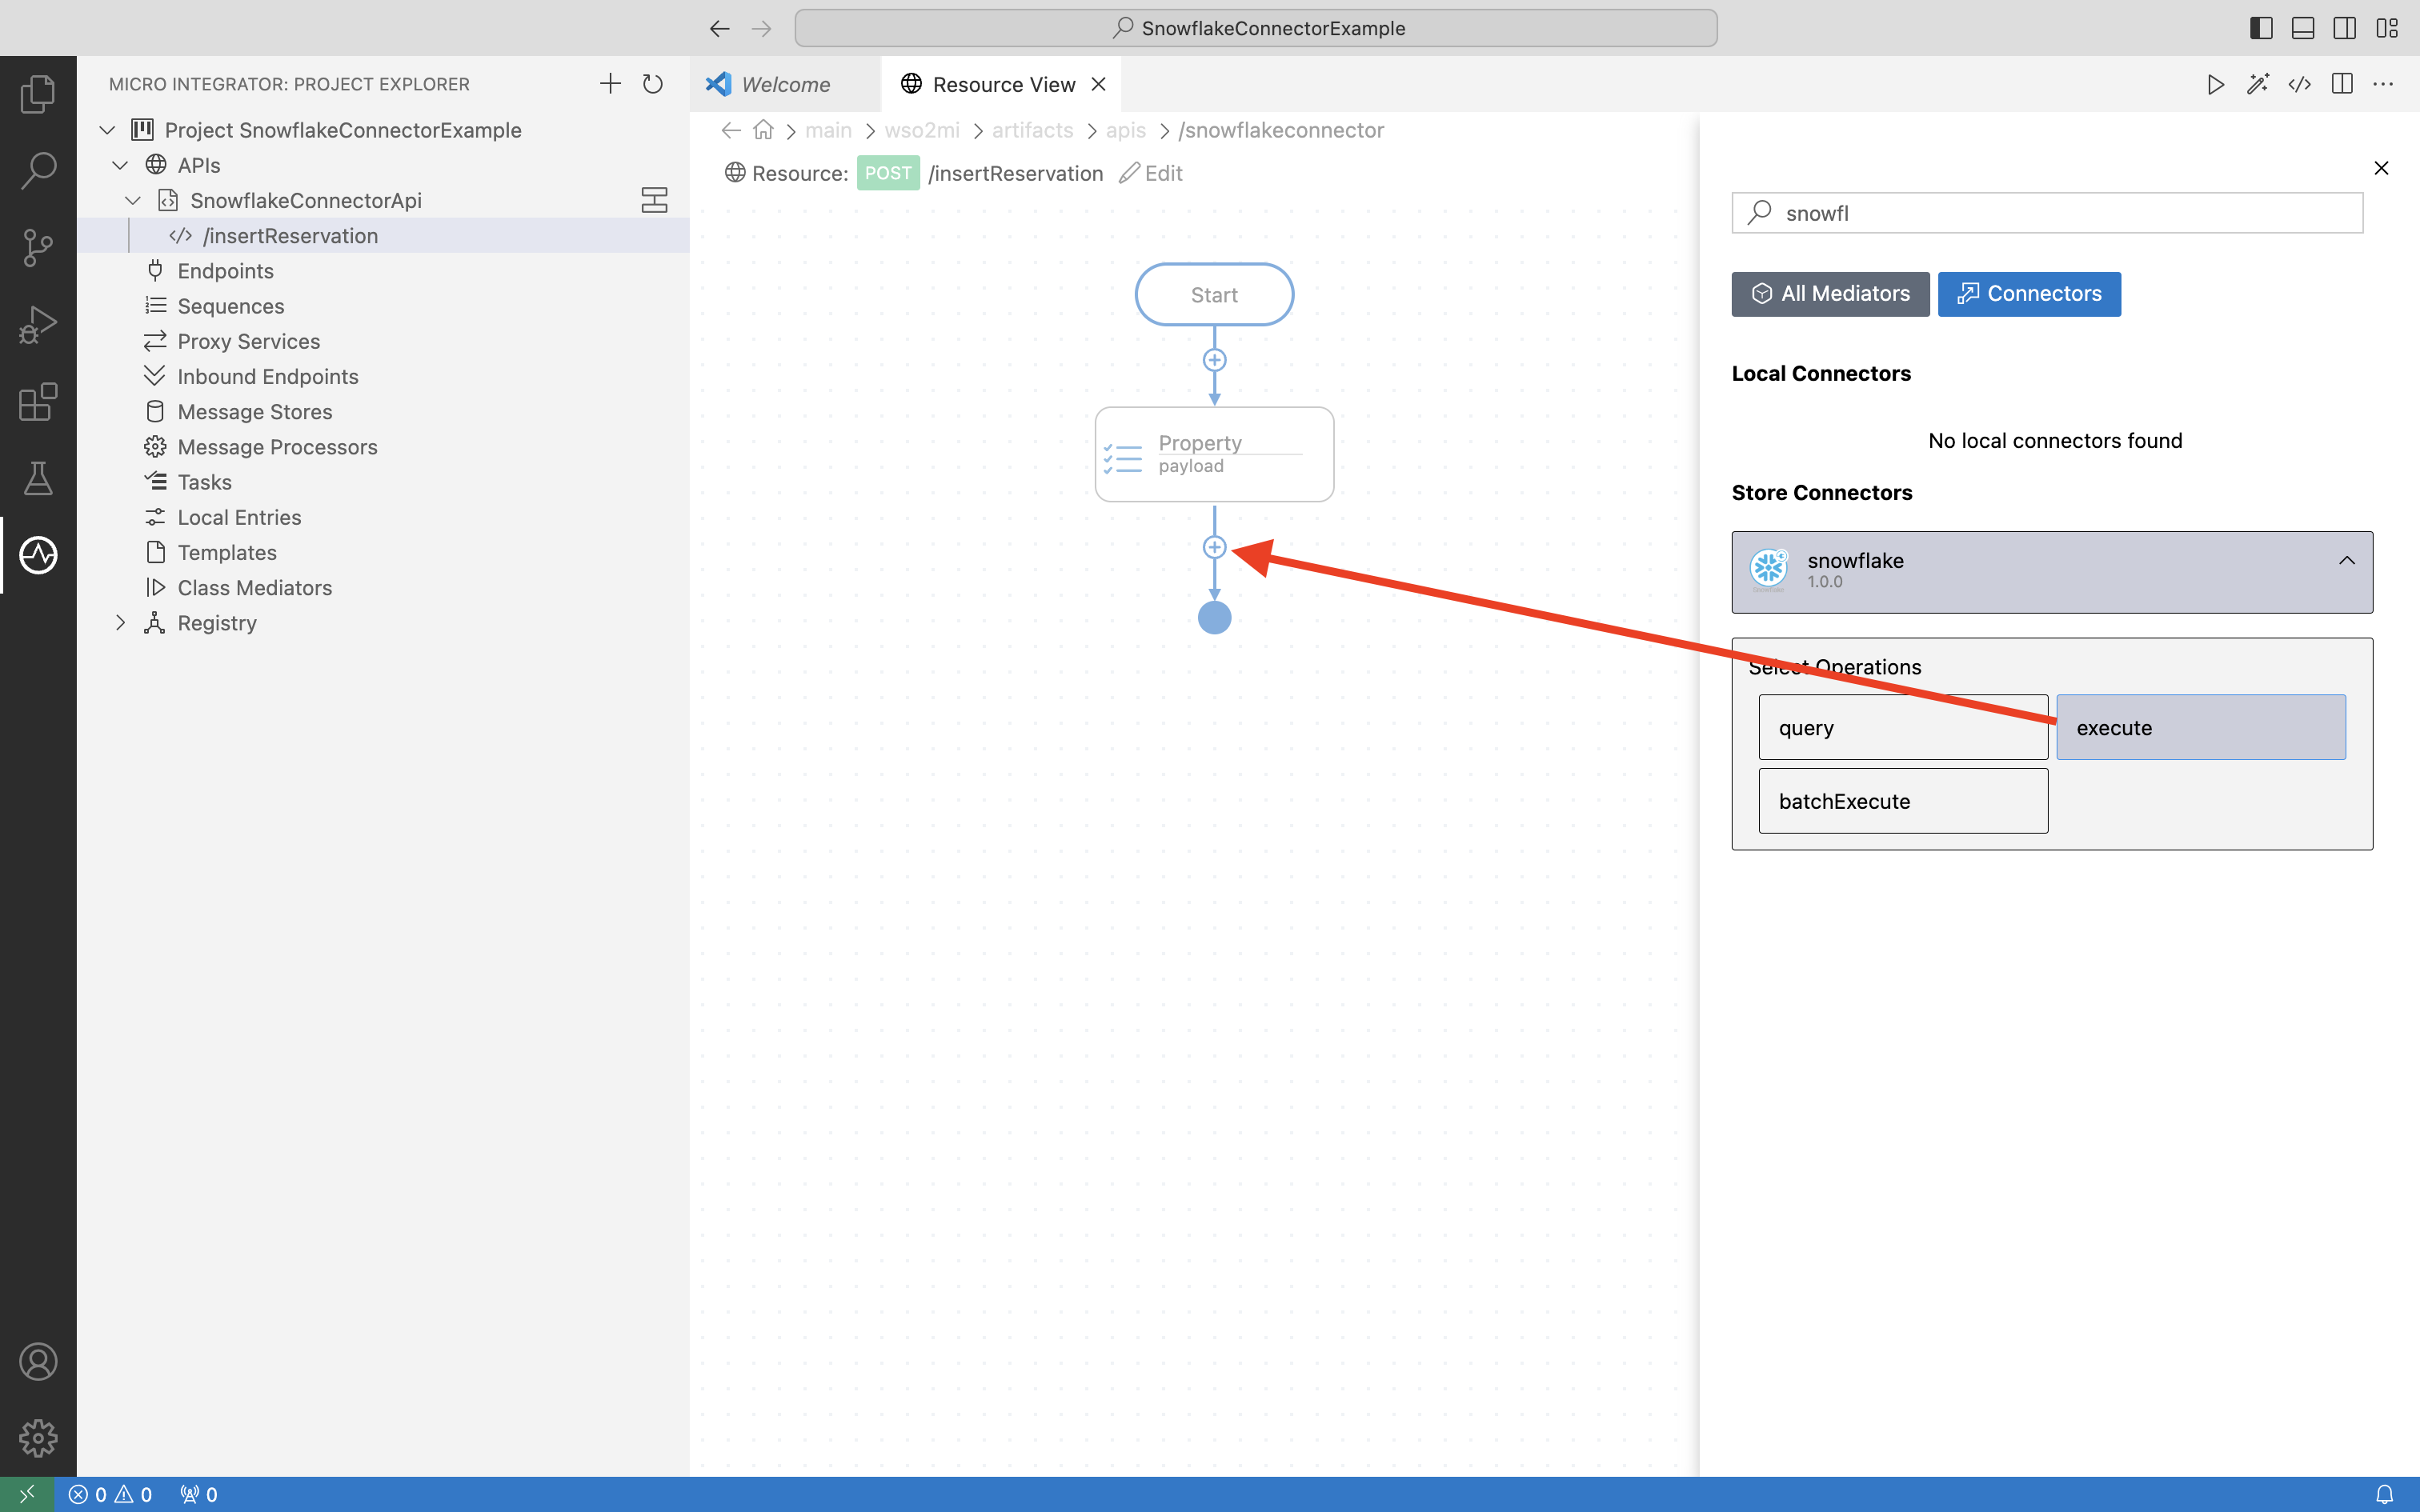 SnowflakeConnectorExample
MICRO INTEGRATOR: PROJECT EXPLORER
Project SnowflakeConnectorExample
APIs
SnowflakeConnectorApi
/insertReservation
Endpoints
Sequences
Proxy Services
Inbound Endpoints
Message Stores
Message Processors
Tasks
Local Entries
Templates
Class Mediators
Registry
Welcome
Resource View
main > wso2mi > artifacts > apis > /snowflakeconnector
Resource: POST /insertReservation Edit
Start
Property
payload
snowfl
All Mediators
Connectors
Local Connectors
No local connectors found
Store Connectors
snowflake
1.0.0
Select Operations
query
execute
batchExecute
0 0 0